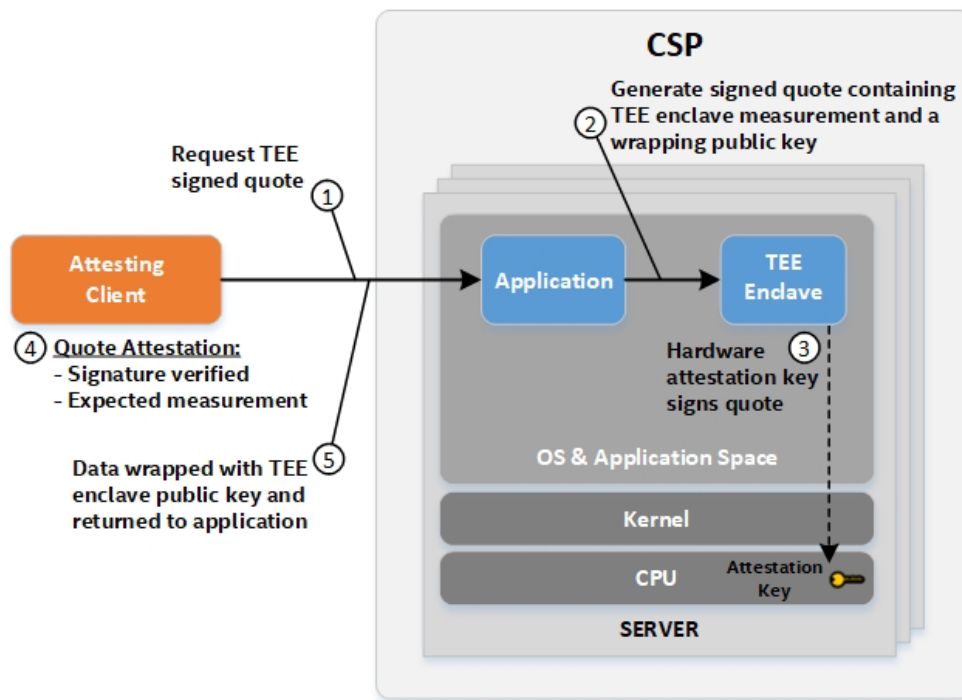 CSP
Generate signed quote containing
TEE enclave measurement and a
wrapping public key
2
Request TEE
signed quote
1
Attesting
Client
Application
TEE
Enclave
4
Quote Attestation:
- Signature verified
- Expected measurement
3
Hardware
attestation key
signs quote
5
Data wrapped with TEE
enclave public key and
returned to application
OS & Application Space
Kernel
CPU
Attestation
Key
SERVER